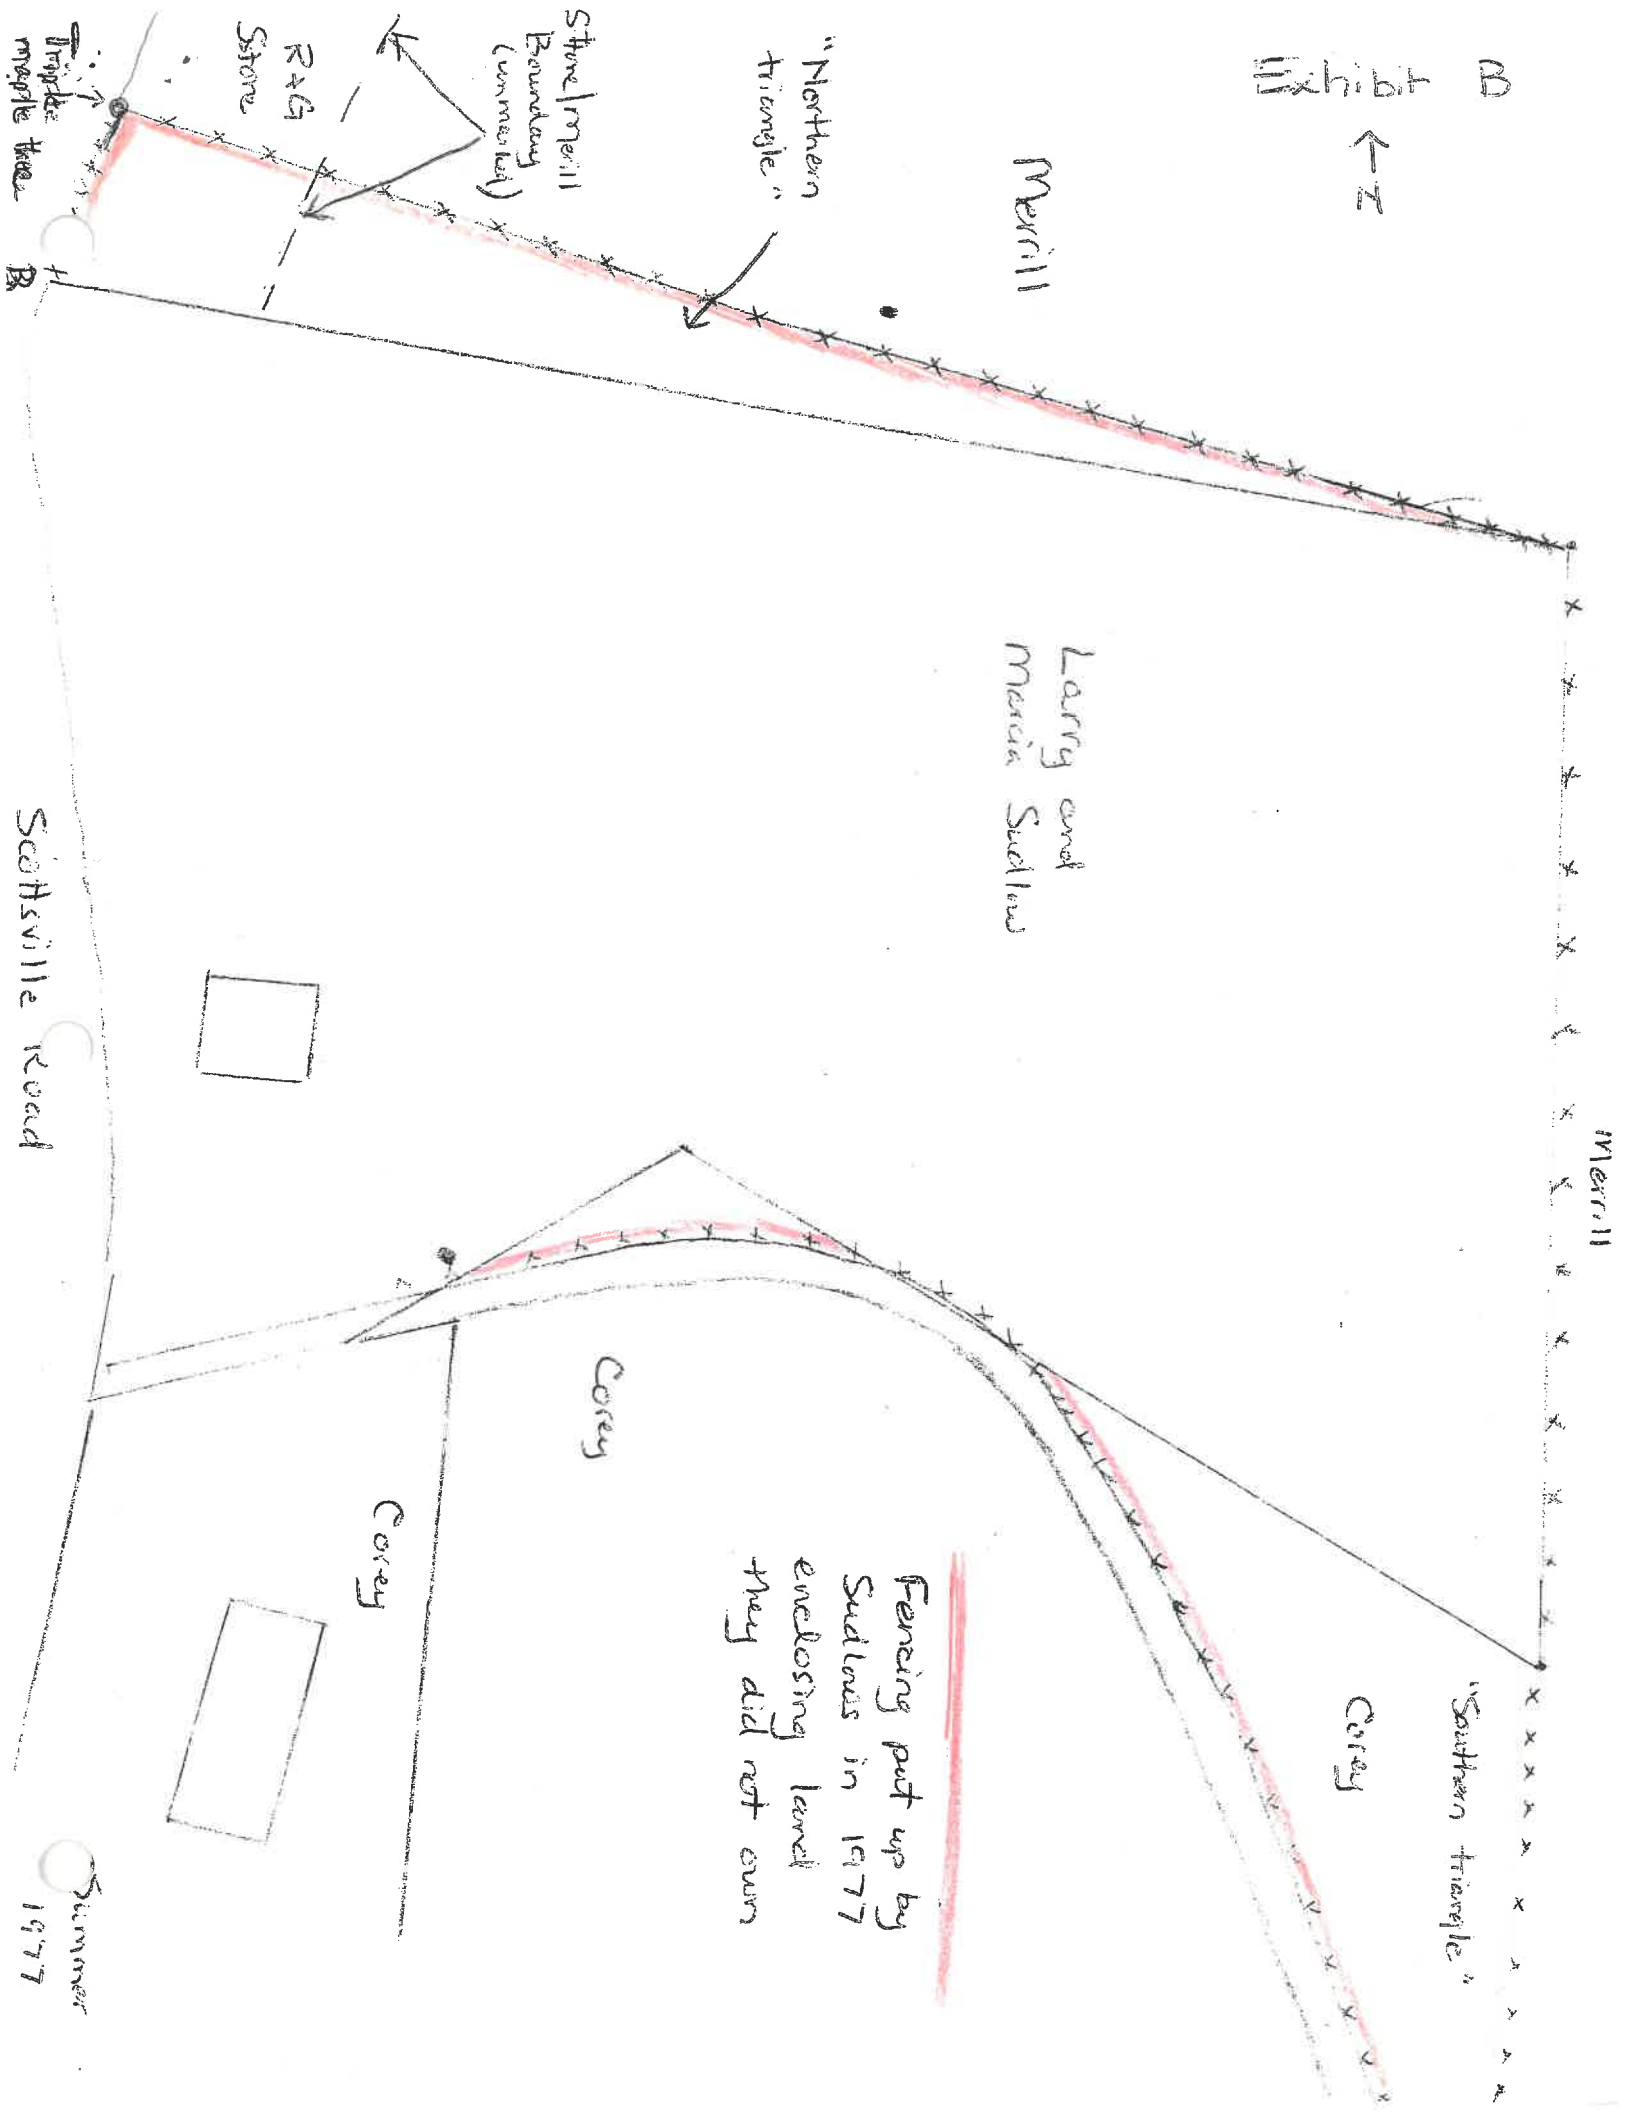 Exhibit B
N
Merrill
"Northern
triangle"
Stone/Merrill
Boundary
(unmarked)
R+G
Stone
Triple
maple tree
B
Larry and
Marcia Sudlow
Merrill
Scottsville Road
Corey
Corey
Corey
"Southern triangle"
Fencing put up by
Sudlows in 1977
enclosing land
they did not own
Summer
1977